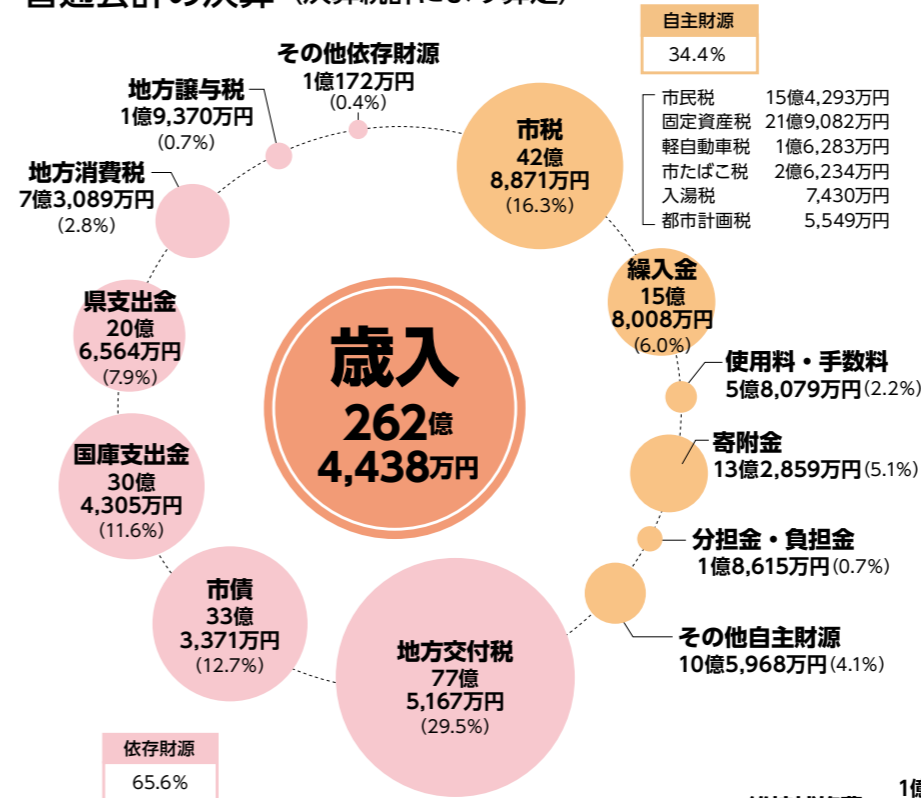 自主財源
34.4%
市民税 15億4,293万円
固定資産税 21億9,082万円
軽自動車税 1億6,283万円
市たばこ税 2億6,234万円
入湯税 7,430万円
都市計画税 5,549万円
その他依存財源
1億172万円
(0.4%)
地方譲与税
1億9,370万円
(0.7%)
地方消費税
7億3,089万円
(2.8%)
県支出金
20億
6,564万円
(7.9%)
国庫支出金
30億
4,305万円
(11.6%)
市債
33億
3,371万円
(12.7%)
地方交付税
77億
5,167万円
(29.5%)
市税
42億
8,871万円
(16.3%)
繰入金
15億
8,008万円
(6.0%)
使用料・手数料
5億8,079万円(2.2%)
寄附金
13億2,859万円(5.1%)
分担金・負担金
1億8,615万円(0.7%)
その他自主財源
10億5,968万円(4.1%)
歳入
262億
4,438万円
依存財源
65.6%
1億